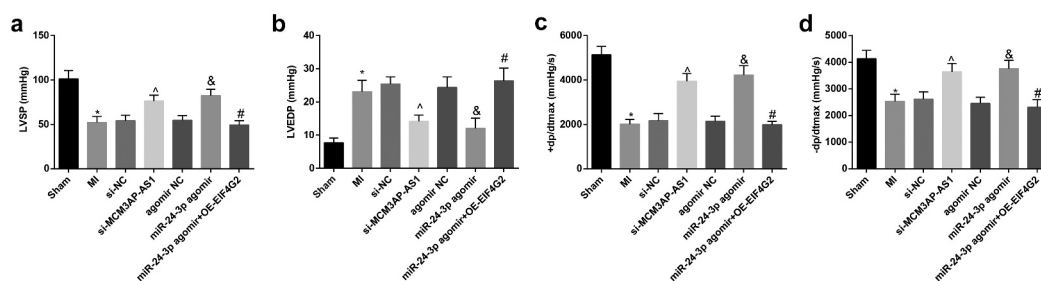 a
LVSP (mmHg)
150
100
50
0
*
^
&
#
Sham
MI
si-NC
si-MCM3AP-AS1
agomir NC
miR-24-3p agomir
miR-24-3p agomir+OE-EIF4G2
b
LVEDP (mmHg)
40
30
20
10
0
*
^
&
#
Sham
MI
si-NC
si-MCM3AP-AS1
agomir NC
miR-24-3p agomir
miR-24-3p agomir+OE-EIF4G2
c
+dp/dtmax (mmHg/s)
6000
4000
2000
0
*
^
&
#
Sham
MI
si-NC
si-MCM3AP-AS1
agomir NC
miR-24-3p agomir
miR-24-3p agomir+OE-EIF4G2
d
-dp/dtmax (mmHg/s)
5000
4000
3000
2000
1000
0
*
^
&
#
Sham
MI
si-NC
si-MCM3AP-AS1
agomir NC
miR-24-3p agomir
miR-24-3p agomir+OE-EIF4G2